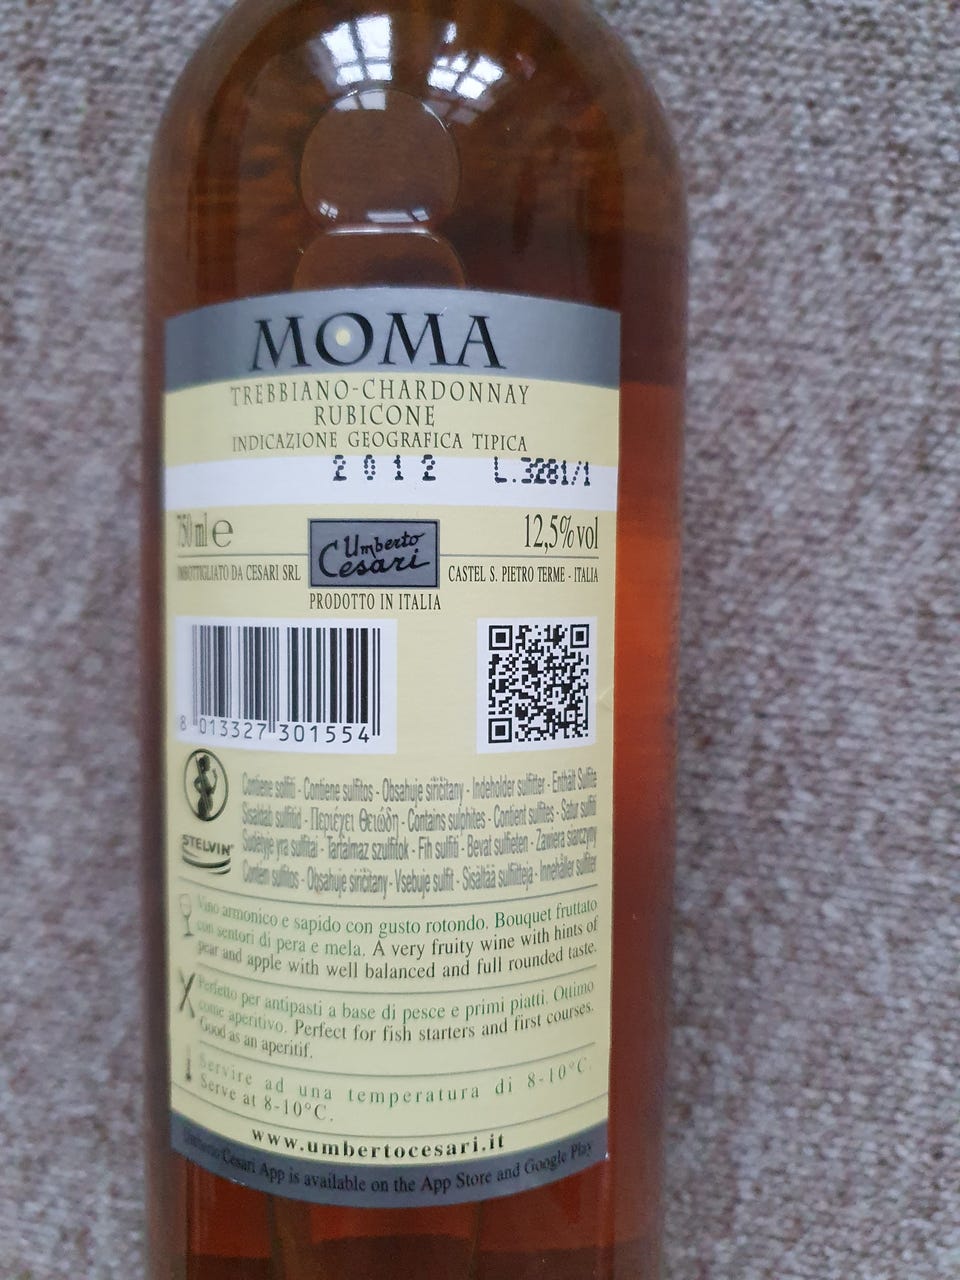 MOMA
TREBBIANO-CHARDONNAY
RUBICONE
INDICAZIONE GEOGRAFICA TIPICA
2012 L.3281/1
750 ml e 12,5% vol
Umberto
Cesari
IMBOTTIGLIATO DA CESARI SRL CASTEL S. PIETRO TERME - ITALIA
PRODOTTO IN ITALIA
8 013327 301554
STELVIN
Contiene solfiti - Contiene sulfitos - Obsahuje siřičitany - Indeholder sulfitter - Enthält Sulfite
Sisaldab sulfitid - Περιέχει Θειώδη - Contains sulphites - Contient sulfites - Satur sulfiti
Sudėtyje yra sulfitai - Tartalmaz szulfitok - Fih sulfiti - Bevat sulfieten - Zawiera siarczyny
Contém sulfitos - Obsahuje siričitany - Vsebuje sulfit - Sisältää sulfiitteja - Innehåller sulfiter
Vino armonico e sapido con gusto rotondo. Bouquet fruttato
con sentori di pera e mela. A very fruity wine with hints of
pear and apple with well balanced and full rounded taste.
Perfetto per antipasti a base di pesce e primi piatti. Ottimo
come aperitivo. Perfect for fish starters and first courses.
Good as an aperitif.
Servire ad una temperatura di 8-10°C.
Serve at 8-10°C.
www.umbertocesari.it
Umberto Cesari App is available on the App Store and Google Play